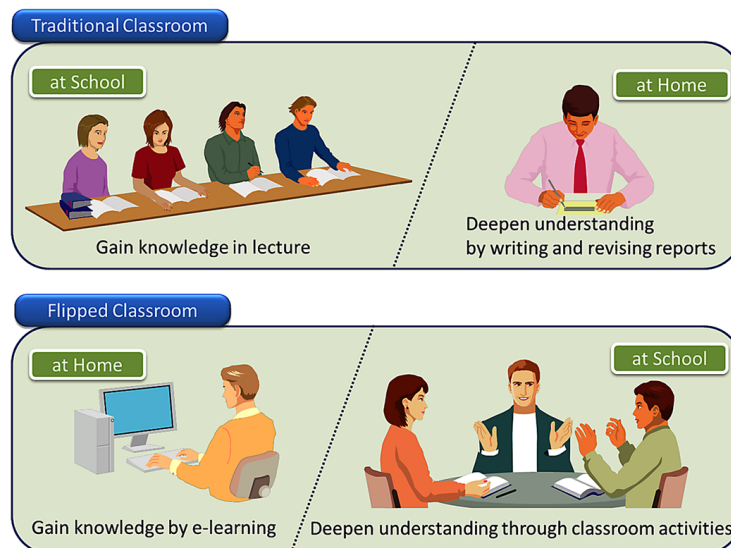 Traditional Classroom
at School
at Home
Gain knowledge in lecture
Deepen understanding
by writing and revising reports
Flipped Classroom
at Home
at School
Gain knowledge by e-learning
Deepen understanding through classroom activities